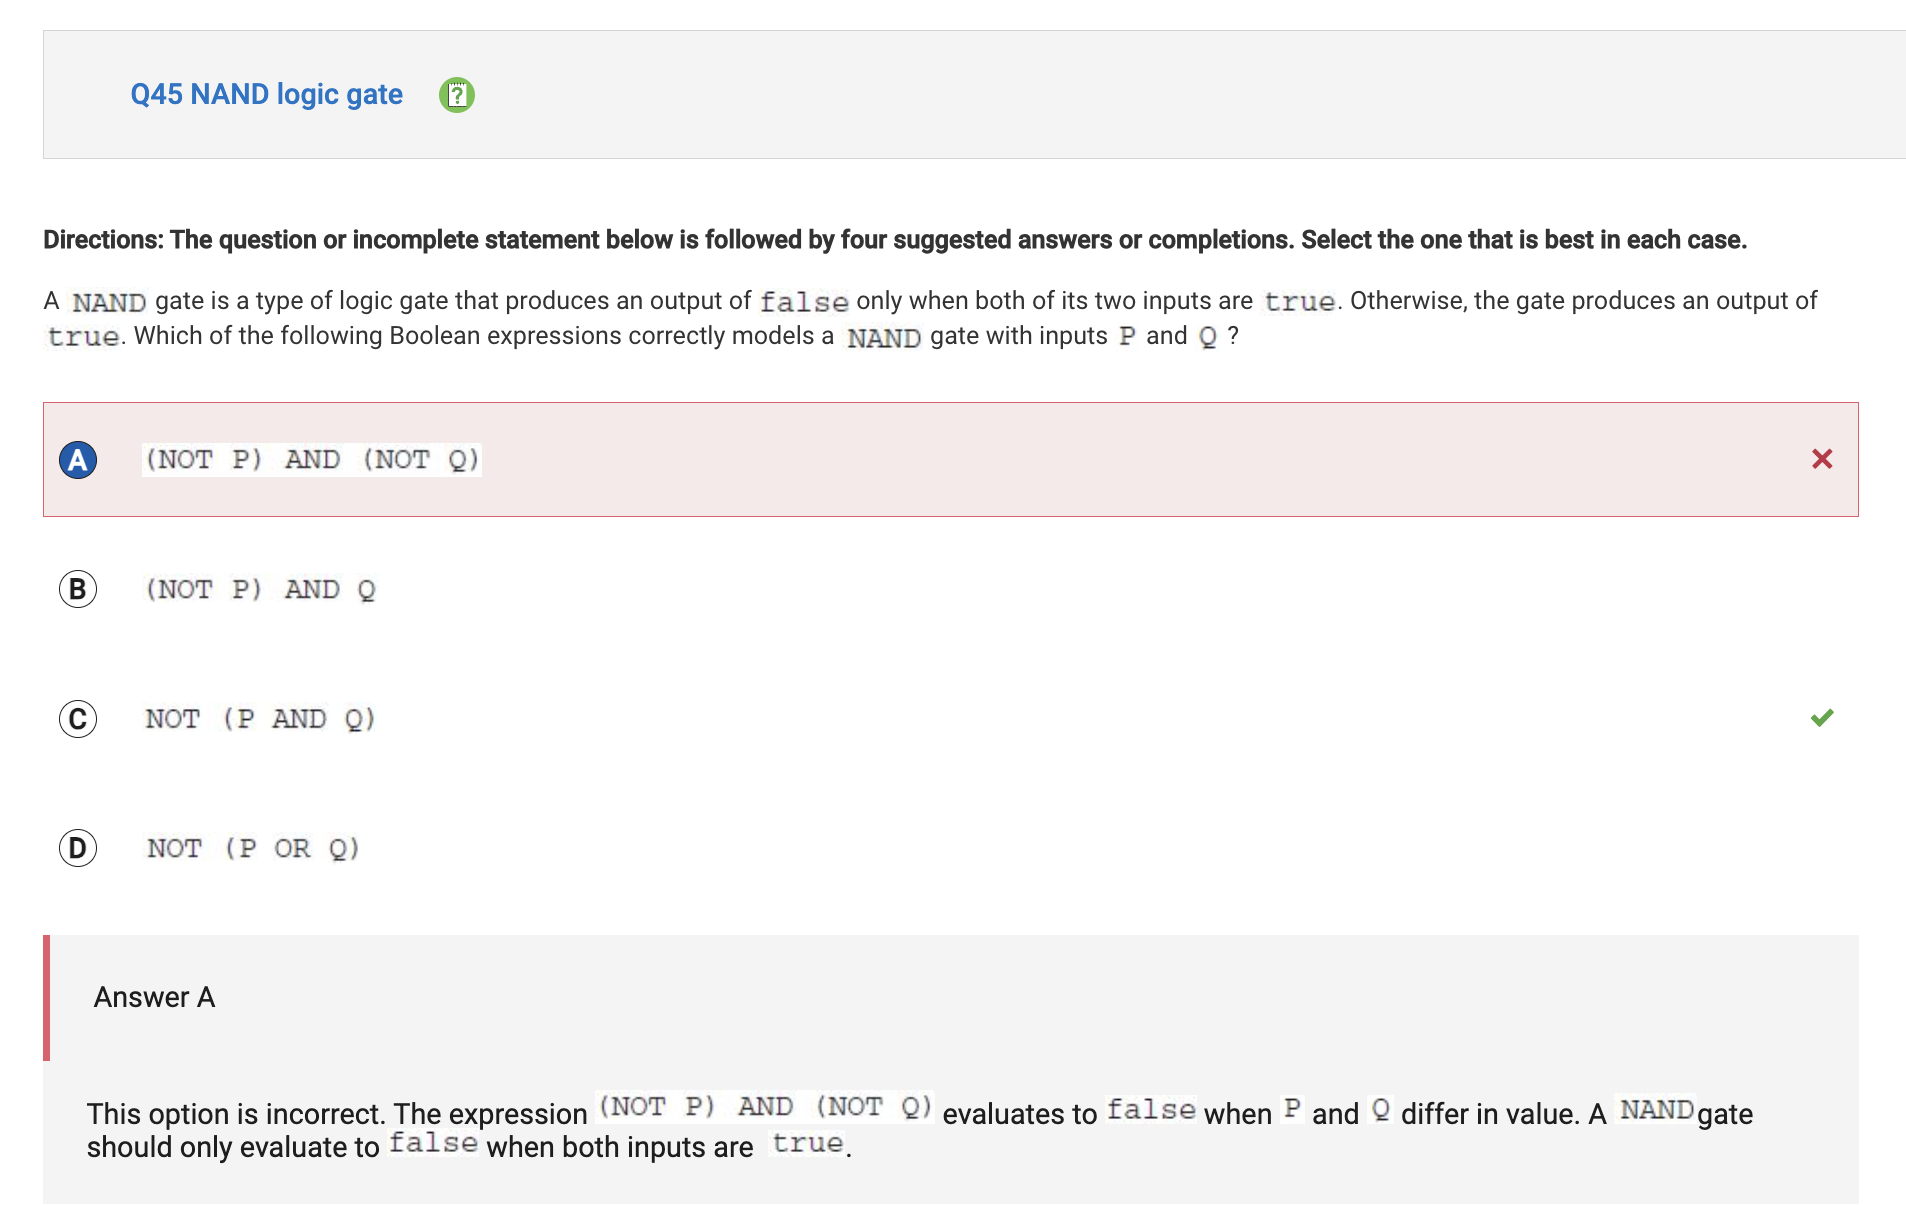 Q45 NAND logic gate ?
Directions: The question or incomplete statement below is followed by four suggested answers or completions. Select the one that is best in each case.
A NAND gate is a type of logic gate that produces an output of false only when both of its two inputs are true. Otherwise, the gate produces an output of
true. Which of the following Boolean expressions correctly models a NAND gate with inputs P and Q ?
A (NOT P) AND (NOT Q)
B (NOT P) AND Q
C NOT (P AND Q)
D NOT (P OR Q)
Answer A
This option is incorrect. The expression (NOT P) AND (NOT Q) evaluates to false when P and Q differ in value. A NAND gate
should only evaluate to false when both inputs are true.